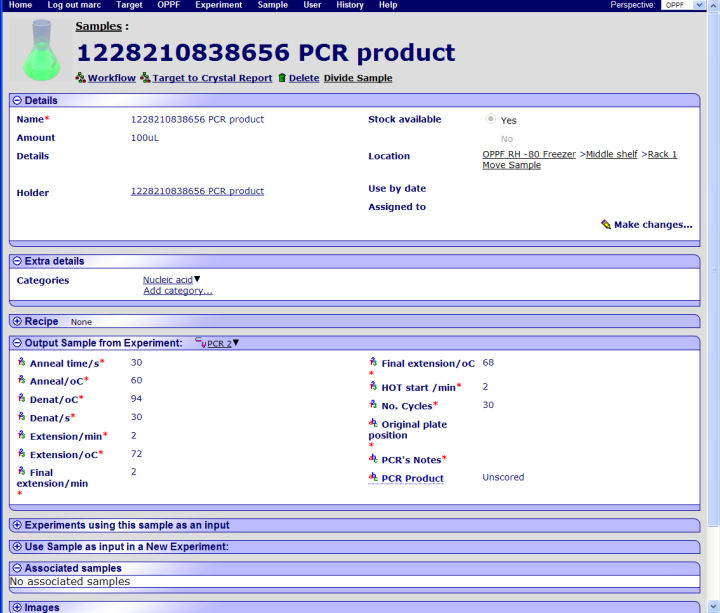 Home Log out marc Target OPPF Experiment Sample User History Help Perspective: OPPF
Samples :
1228210838656 PCR product
Workflow Target to Crystal Report Delete Divide Sample
Details
Name* 1228210838656 PCR product Stock available Yes
No
Amount 100uL
Details Location OPPF RH -80 Freezer >Middle shelf >Rack 1
Move Sample
Holder 1228210838656 PCR product Use by date
Assigned to
Make changes...
Extra details
Categories Nucleic acid
Add category...
Recipe None
Output Sample from Experiment: PCR 2
Anneal time/s* 30
Anneal/oC* 60
Denat/oC* 94
Denat/s* 30
Extension/min* 2
Extension/oC* 72
Final 2
extension/min
*
Final extension/oC 68
*
HOT start /min* 2
No. Cycles* 30
Original plate
position
*
PCR's Notes*
PCR Product Unscored
Experiments using this sample as an input
Use Sample as input in a New Experiment:
Associated samples
No associated samples
Images